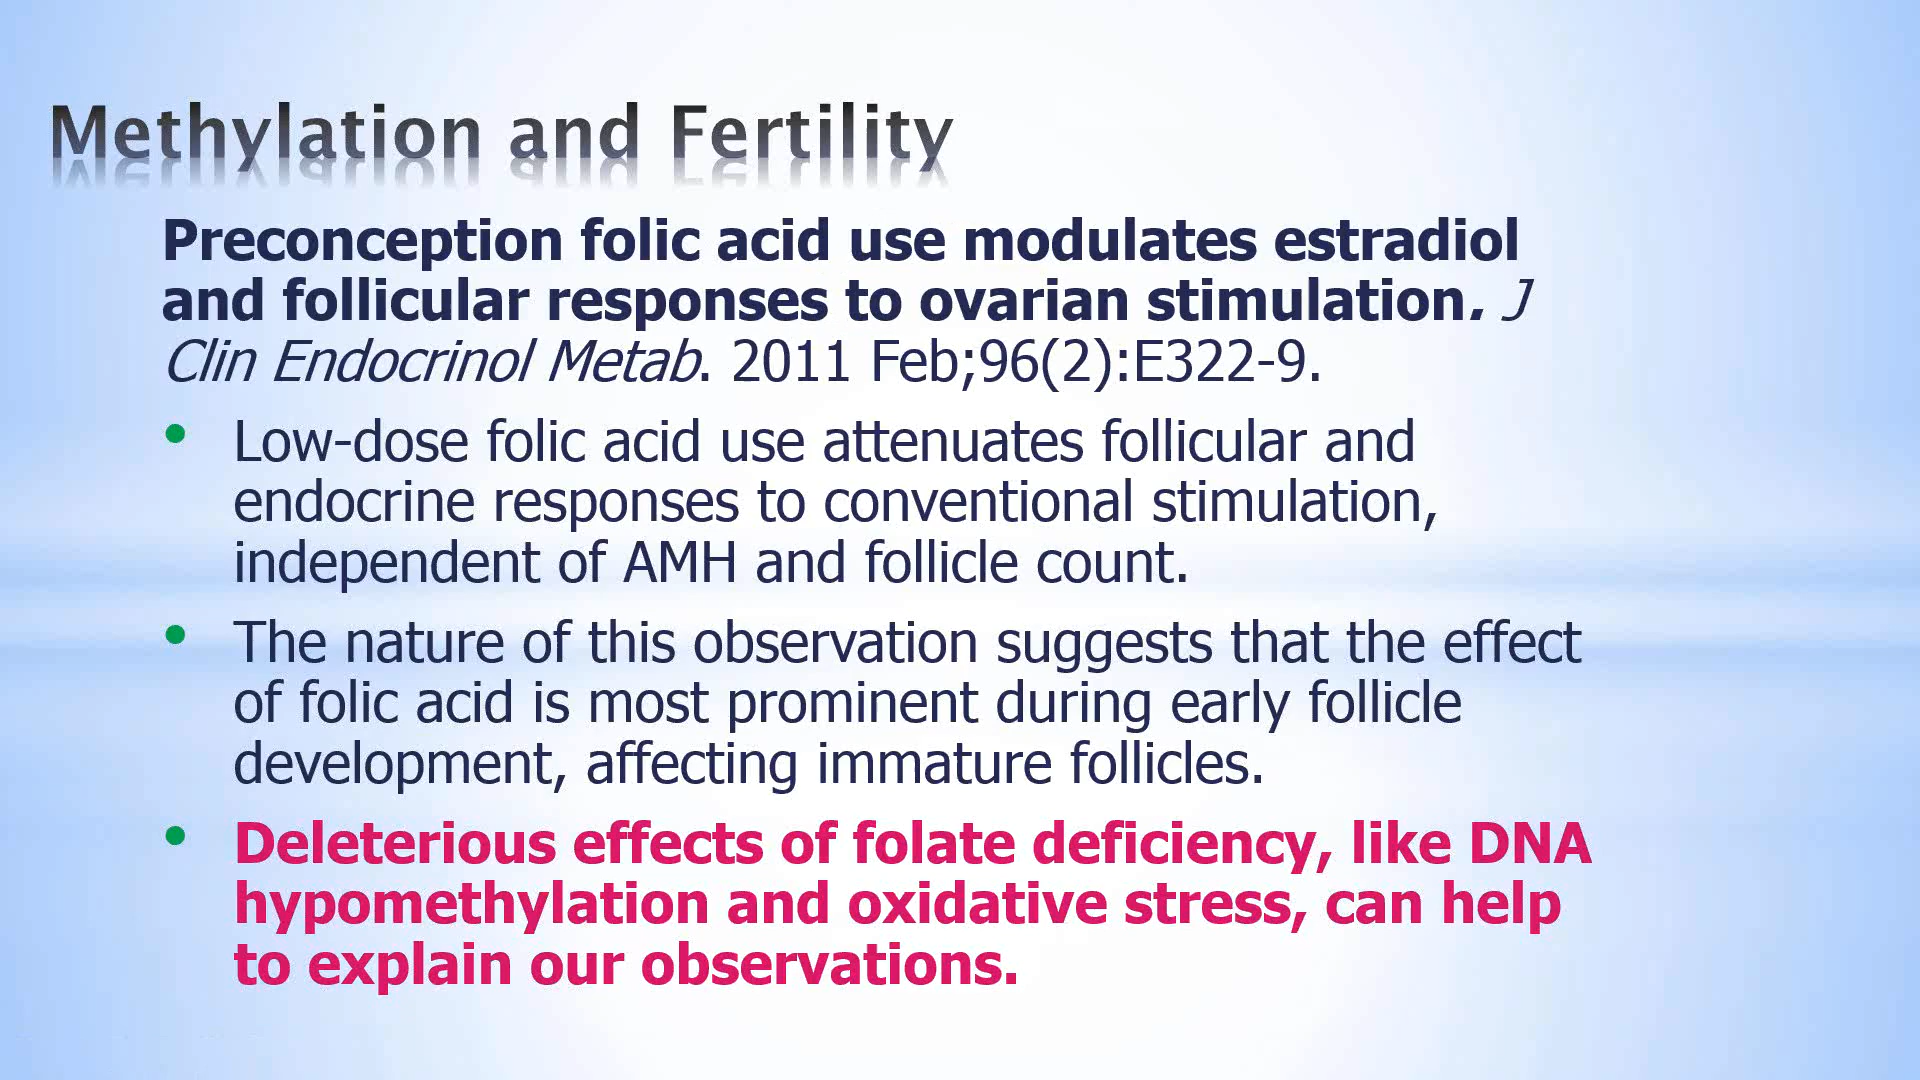 Methylation and Fertility
Preconception folic acid use modulates estradiol
and follicular responses to ovarian stimulation. J
Clin Endocrinol Metab. 2011 Feb;96(2):E322-9.
• Low-dose folic acid use attenuates follicular and
endocrine responses to conventional stimulation,
independent of AMH and follicle count.
• The nature of this observation suggests that the effect
of folic acid is most prominent during early follicle
development, affecting immature follicles.
• Deleterious effects of folate deficiency, like DNA
hypomethylation and oxidative stress, can help
to explain our observations.